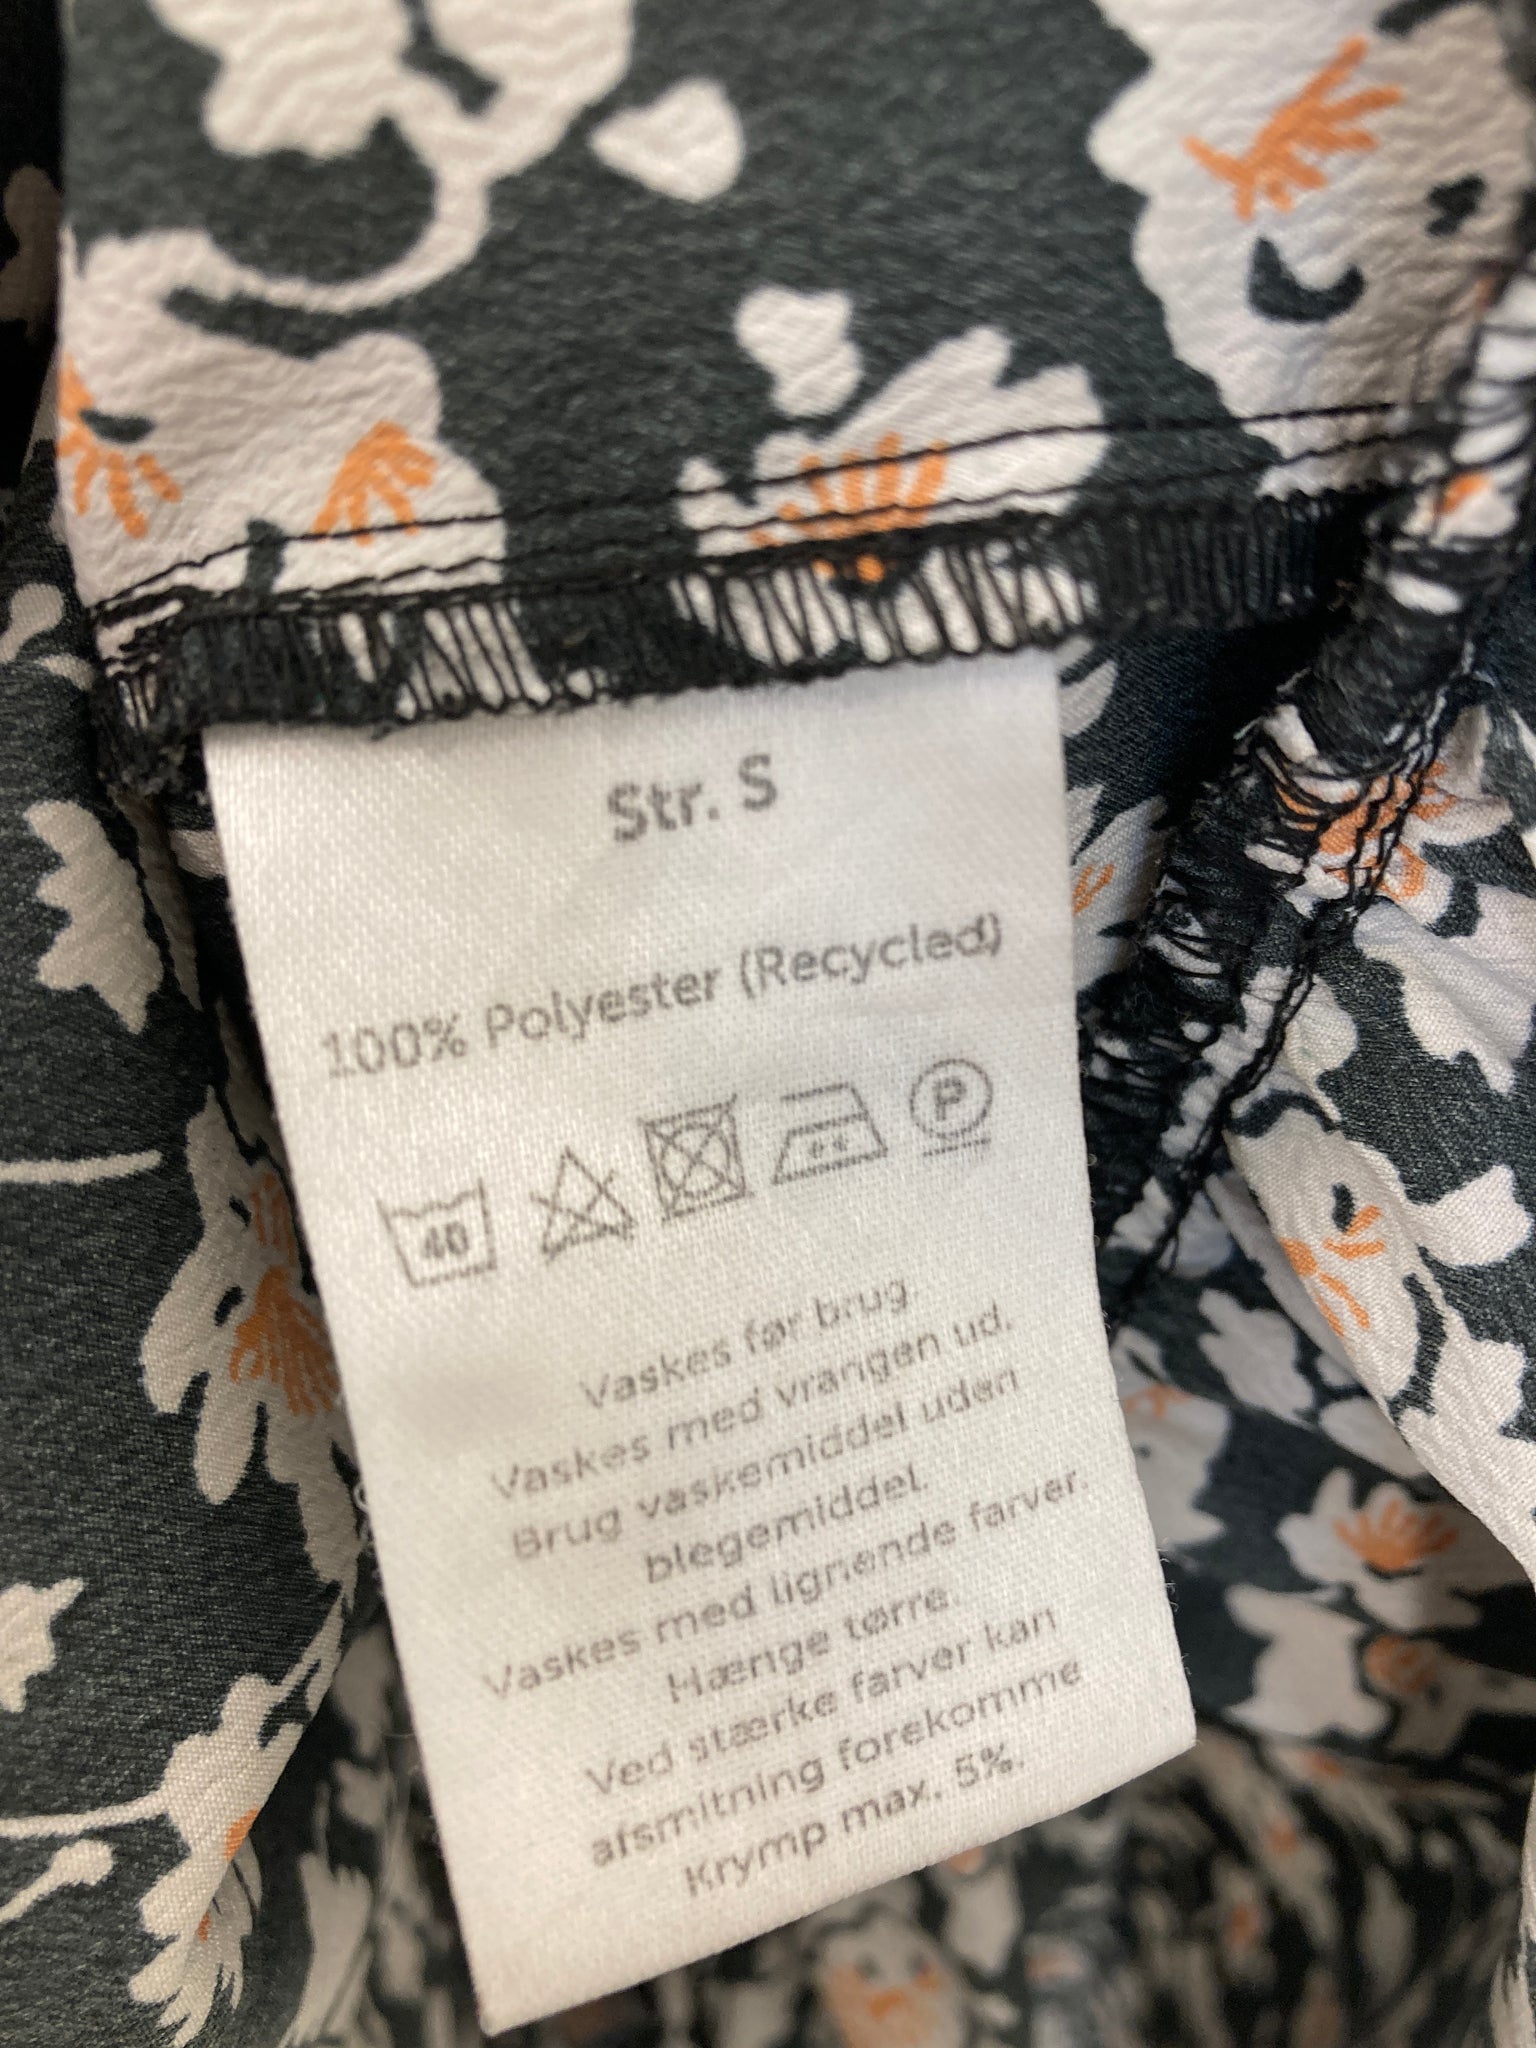 Str. S
100% Polyester (Recycled)
40 P
Vaskes før brug.
Vaskes med vrangen ud.
Brug vaskemiddel uden
blegemiddel.
Vaskes med lignende farver.
Hænge tørre.
Ved stærke farver kan
afsmitning forekomme
Krymp max. 5%.